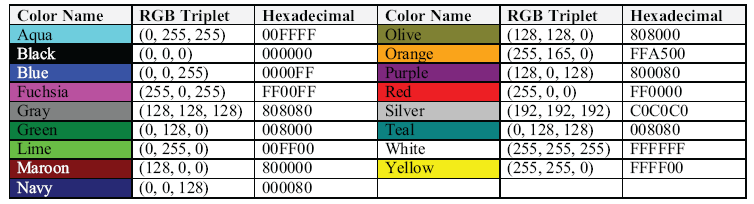 Color Name RGB Triplet Hexadecimal Color Name RGB Triplet Hexadecimal
Aqua (0, 255, 255) 00FFFF Olive (128, 128, 0) 808000
Black (0, 0, 0) 000000 Orange (255, 165, 0) FFA500
Blue (0, 0, 255) 0000FF Purple (128, 0, 128) 800080
Fuchsia (255, 0, 255) FF00FF Red (255, 0, 0) FF0000
Gray (128, 128, 128) 808080 Silver (192, 192, 192) C0C0C0
Green (0, 128, 0) 008000 Teal (0, 128, 128) 008080
Lime (0, 255, 0) 00FF00 White (255, 255, 255) FFFFFF
Maroon (128, 0, 0) 800000 Yellow (255, 255, 0) FFFF00
Navy (0, 0, 128) 000080